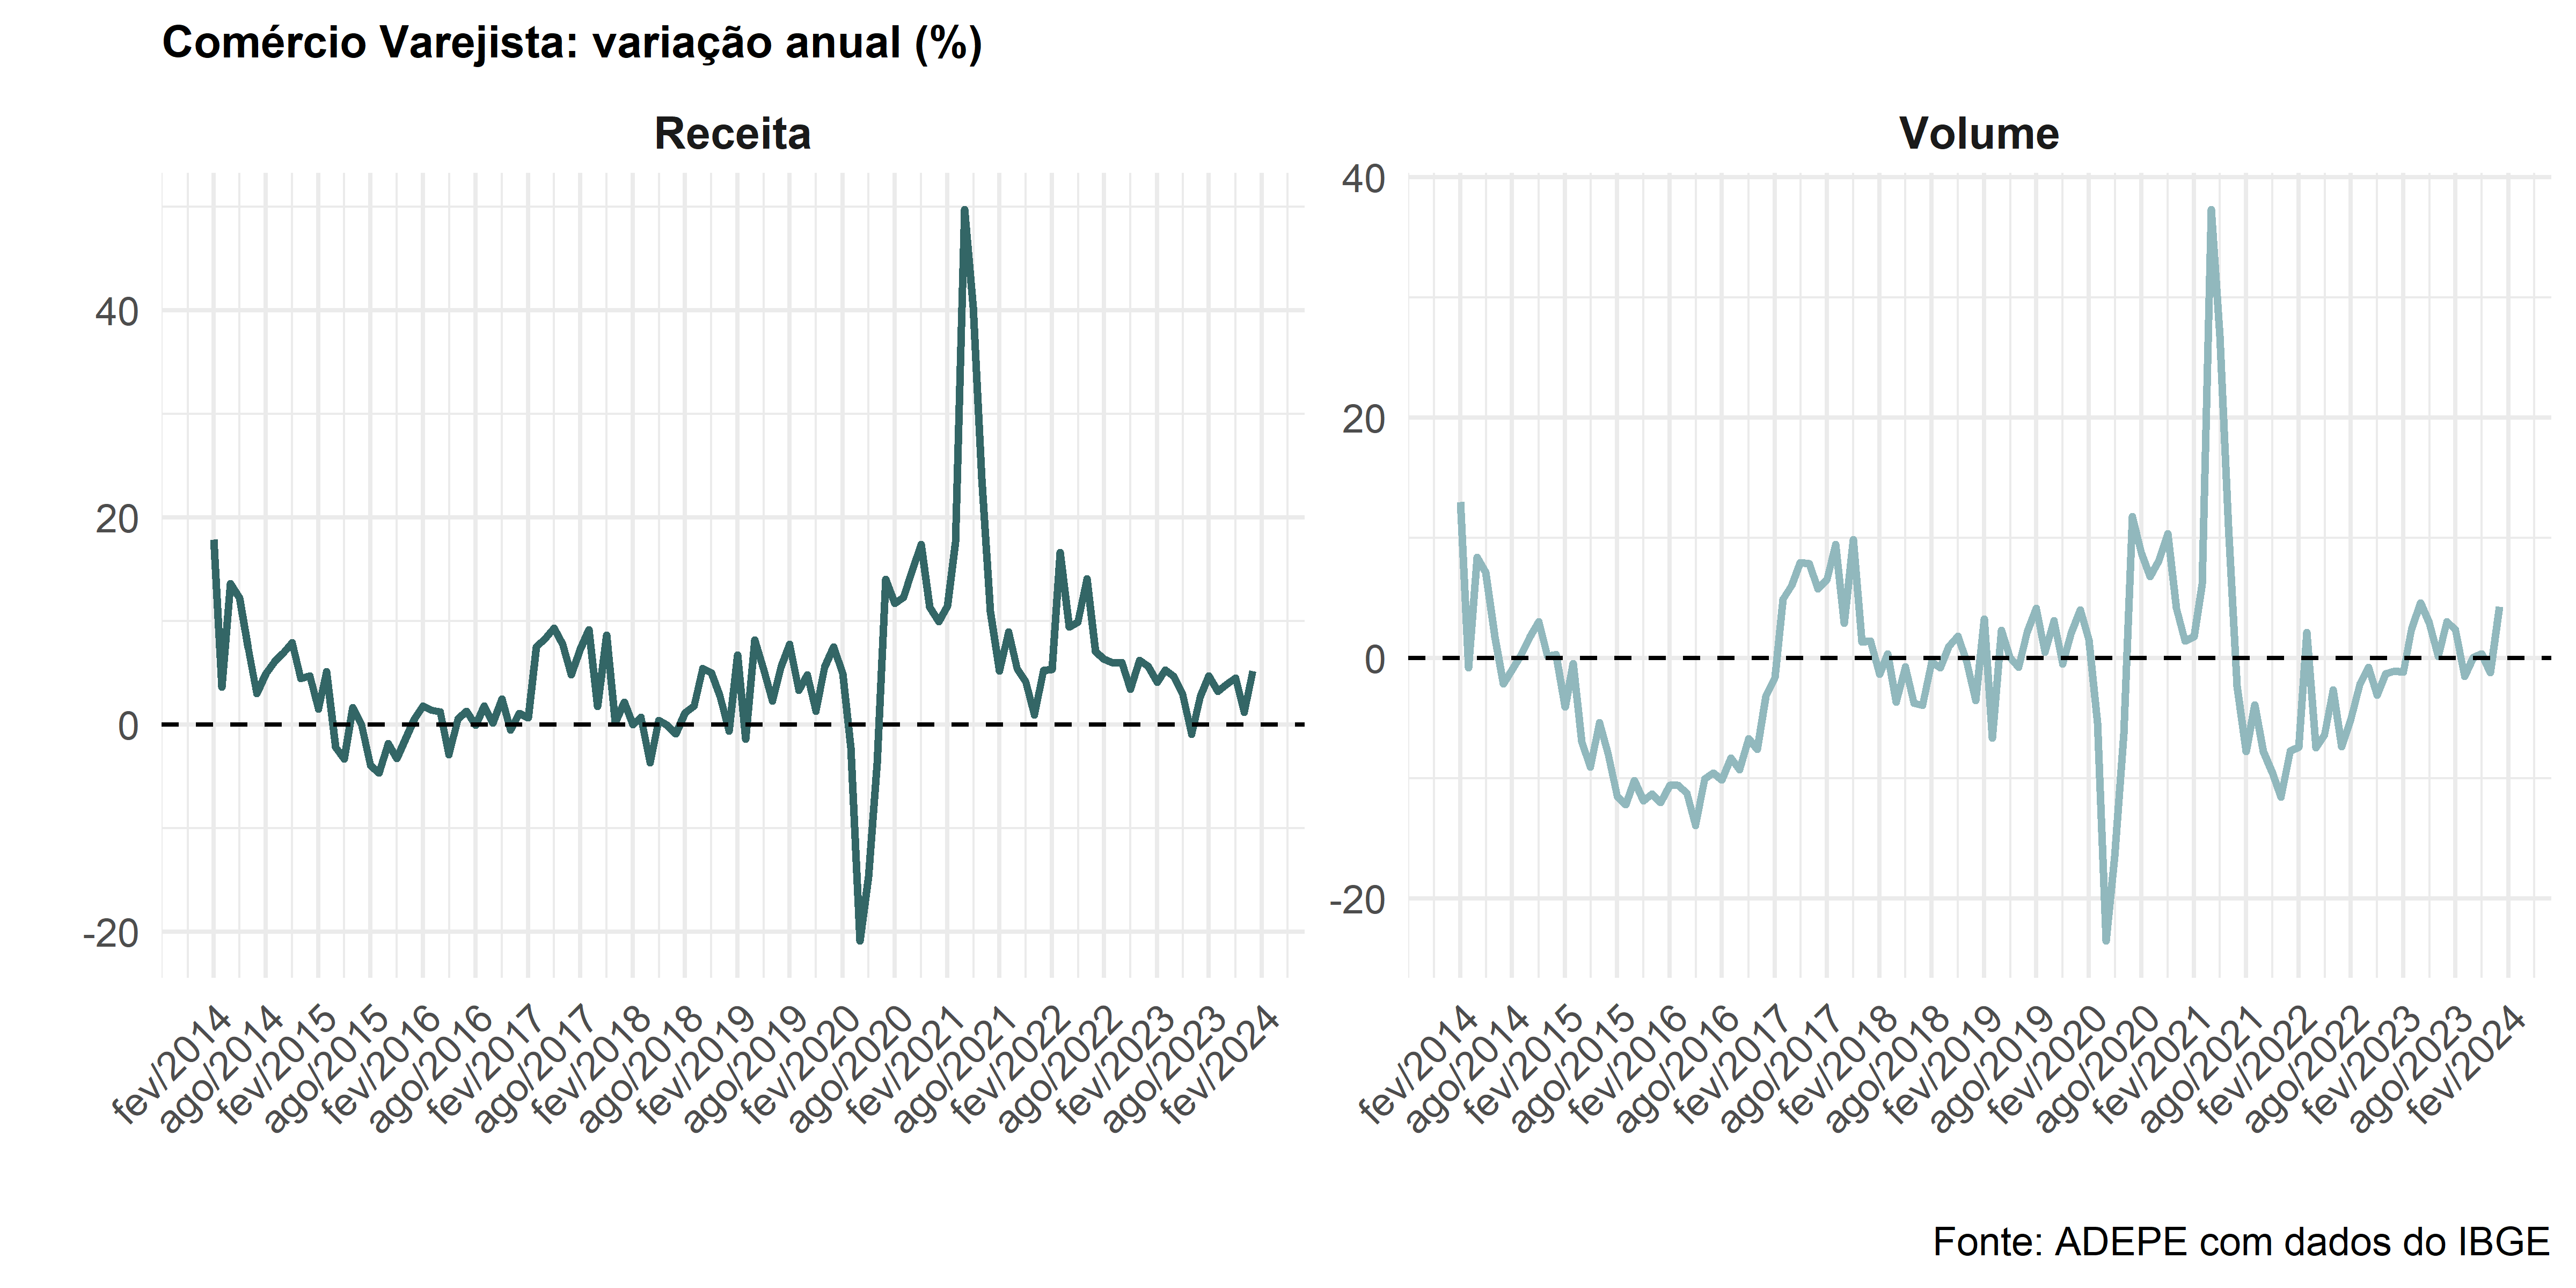 Comércio Varejista: variação anual (%)
Receita
40
20
0
-20
fev/2014
ago/2014
fev/2015
ago/2015
fev/2016
ago/2016
fev/2017
ago/2017
fev/2018
ago/2018
fev/2019
ago/2019
fev/2020
ago/2020
fev/2021
ago/2021
fev/2022
ago/2022
fev/2023
ago/2023
fev/2024
Volume
40
20
0
-20
fev/2014
ago/2014
fev/2015
ago/2015
fev/2016
ago/2016
fev/2017
ago/2017
fev/2018
ago/2018
fev/2019
ago/2019
fev/2020
ago/2020
fev/2021
ago/2021
fev/2022
ago/2022
fev/2023
ago/2023
fev/2024
Fonte: ADEPE com dados do IBGE